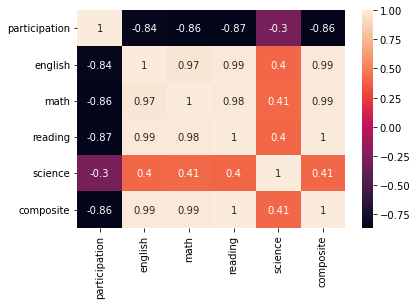 participation 1 -0.84 -0.86 -0.87 -0.3 -0.86
english -0.84 1 0.97 0.99 0.4 0.99
math -0.86 0.97 1 0.98 0.41 0.99
reading -0.87 0.99 0.98 1 0.4 1
science -0.3 0.4 0.41 0.4 1 0.41
composite -0.86 0.99 0.99 1 0.41 1
participation english math reading science composite
1.00
0.75
0.50
0.25
0.00
-0.25
-0.50
-0.75